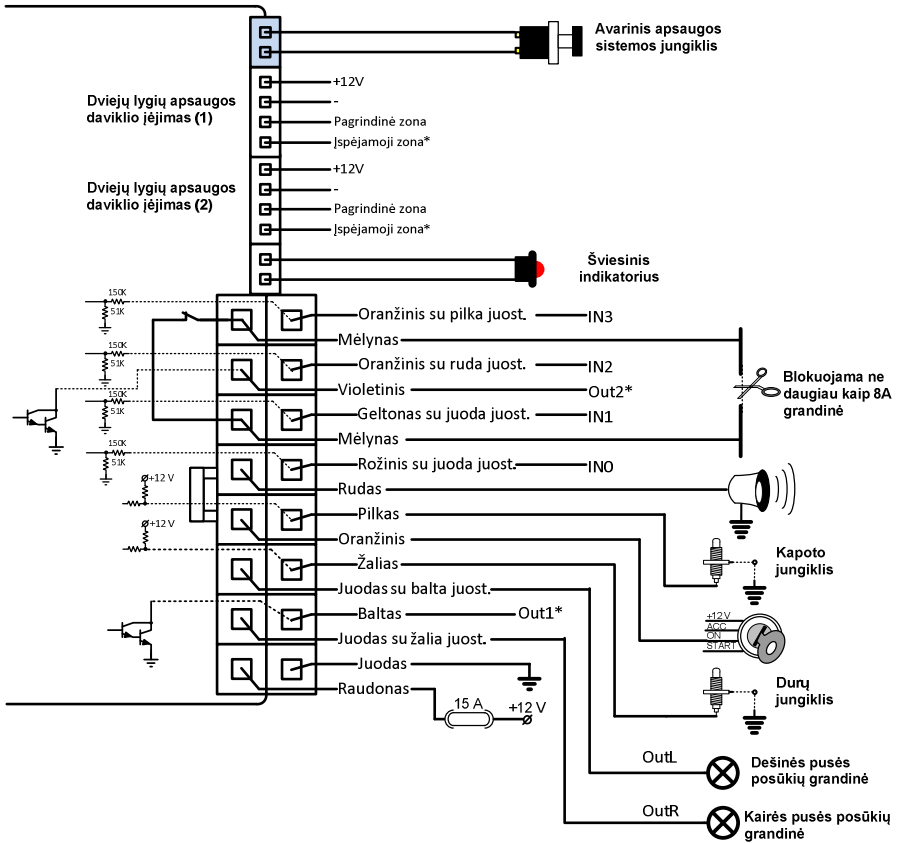 Avarinis apsaugos
sistemos jungiklis
+12V
-
Dviejų lygių apsaugos
daviklio įėjimas (1)
Pagrindinė zona
Įspėjamoji zona*
+12V
-
Dviejų lygių apsaugos
daviklio įėjimas (2)
Pagrindinė zona
Įspėjamoji zona*
Šviesinis
indikatorius
150K
51K
Oranžinis su pilka juost.
IN3
Mėlynas
150K
51K
Oranžinis su ruda juost.
IN2
Violetinis
Out2*
Blokuojama ne
daugiau kaip 8A
grandinė
150K
51K
Geltonas su juoda juost.
IN1
Mėlynas
150K
51K
Rožinis su juoda juost.
IN0
Rudas
+12 V
Pilkas
+12 V
Oranžinis
Kapoto
jungiklis
Žalias
Juodas su balta juost.
Baltas
Out1*
+12V
ACC
ON
START
Juodas su žalia juost.
Juodas
Raudonas
15 A
+12 V
Durų
jungiklis
OutL
Dešinės pusės
posūkių grandinė
OutR
Kairės pusės posūkių
grandinė